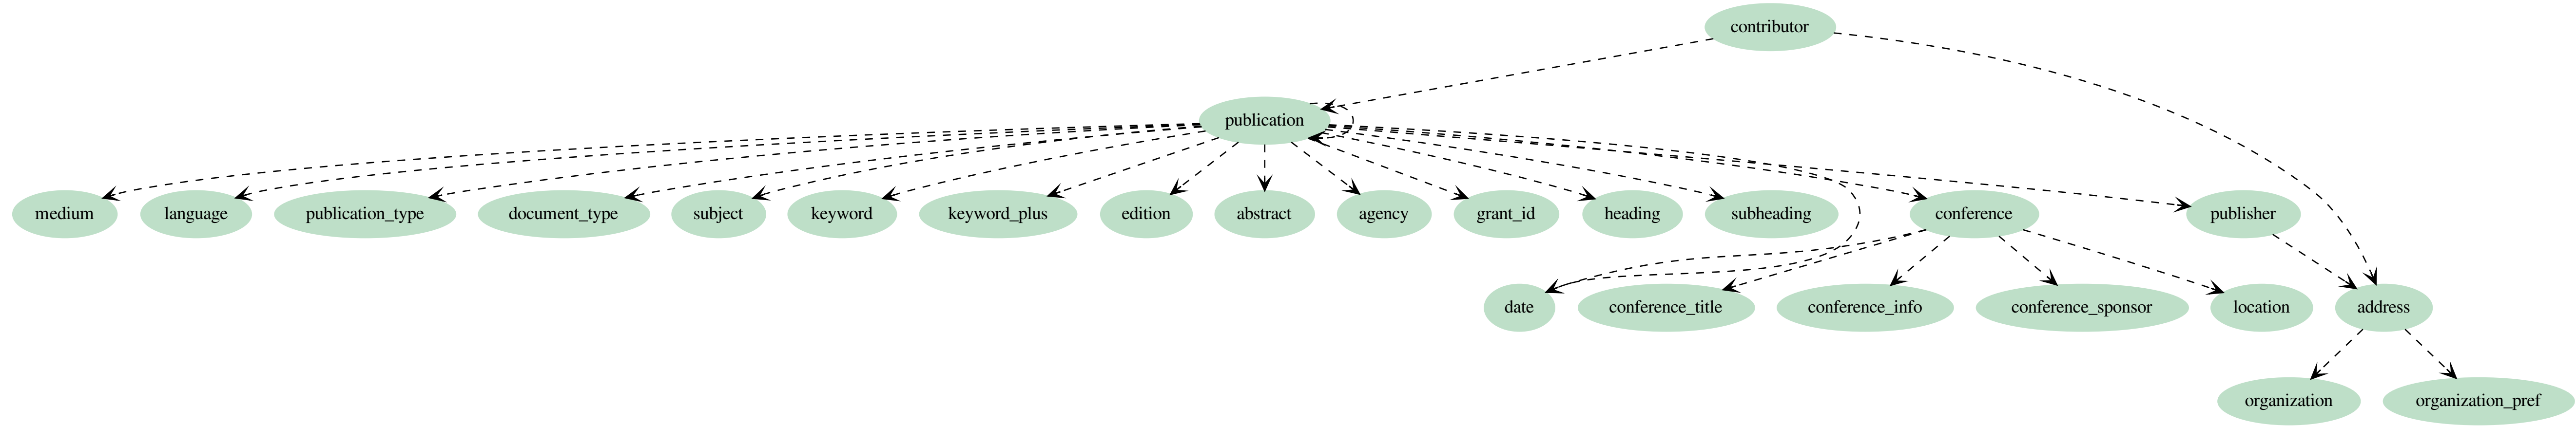 contributor
publication
medium
language
publication_type
document_type
subject
keyword
keyword_plus
edition
abstract
agency
grant_id
heading
subheading
conference
publisher
date
conference_title
conference_info
conference_sponsor
location
address
organization
organization_pref